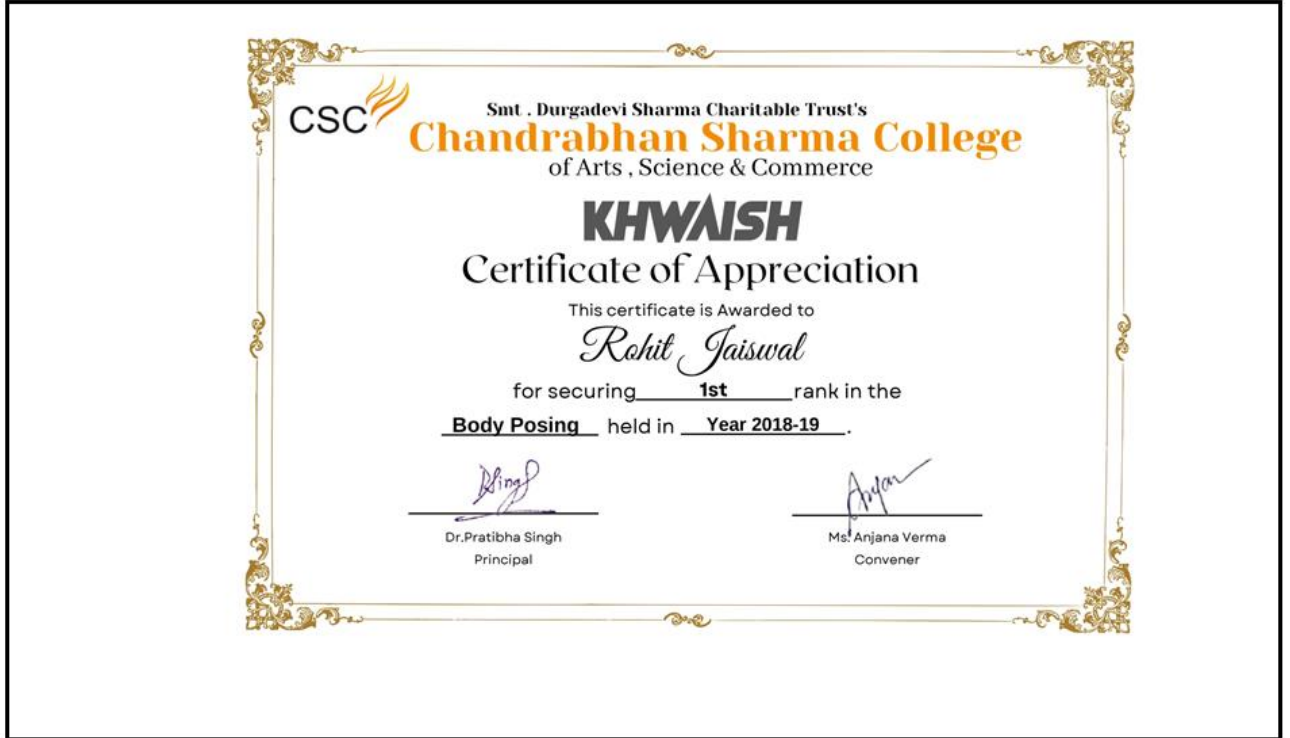 CSC
Smt . Durgadevi Sharma Charitable Trust's
Chandrabhan Sharma College
of Arts , Science & Commerce
KHWAISH
Certificate of Appreciation
This certificate is Awarded to
Rohit Jaiswal
for securing 1st rank in the
Body Posing held in Year 2018-19 .
Dr.Pratibha Singh Ms. Anjana Verma
Principal Convener